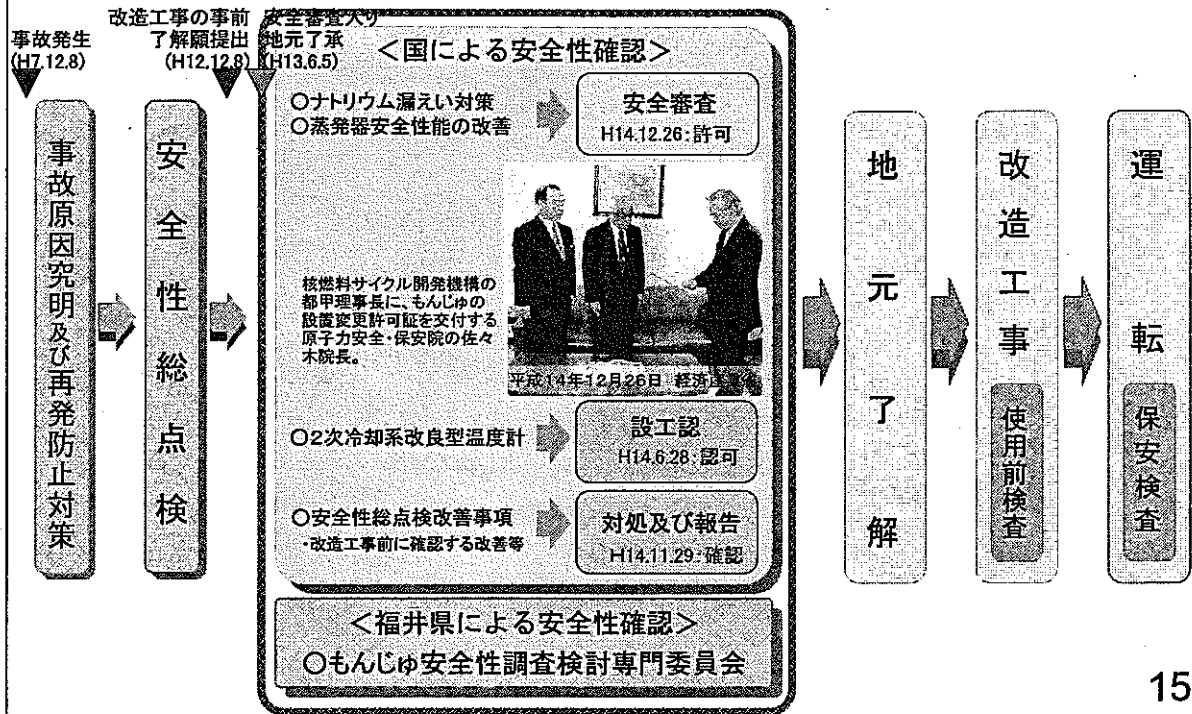 事故発生
(H7.12.8)
改造工事の事前
了解願提出
(H12.12.8)
安全審査入り
地元了承
(H13.6.5)
事故原因究明及び再発防止対策
安全性総点検
＜国による安全性確認＞
○ナトリウム漏えい対策
○蒸発器安全性能の改善
安全審査
H14.12.26:許可
核燃料サイクル開発機構の
都甲理事長に、もんじゅの
設置変更許可証を交付する
原子力安全・保安院の佐々
木院長。
平成14年12月26日 経済産業省
○2次冷却系改良型温度計
設工認
H14.6.28:認可
○安全性総点検改善事項
・改造工事前に確認する改善等
対処及び報告
H14.11.29:確認
＜福井県による安全性確認＞
○もんじゅ安全性調査検討専門委員会
地元了解
改造工事
使用前検査
運転
保安検査
15